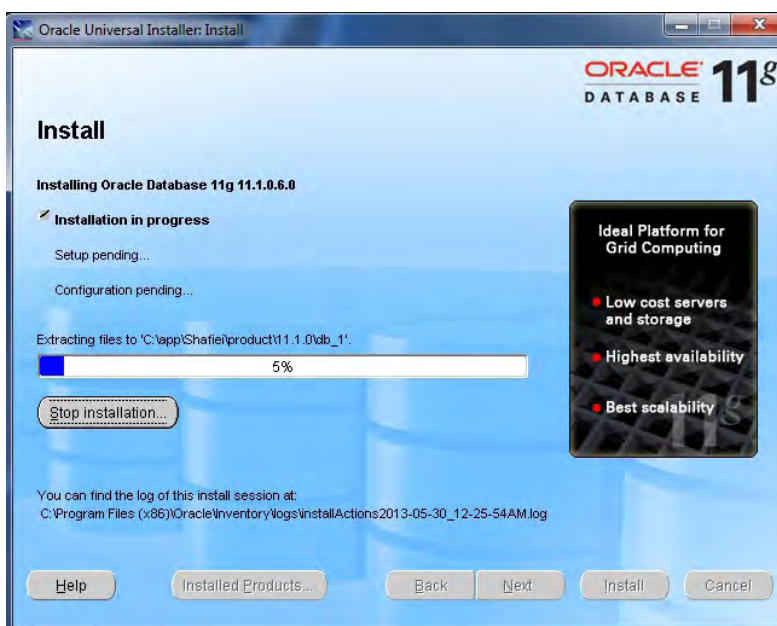 Oracle Universal Installer: Install
ORACLE
DATABASE 11g
Install
Installing Oracle Database 11g 11.1.0.6.0
Installation in progress
Setup pending...
Configuration pending...
Extracting files to 'C:\app\Shafiei\product\11.1.0\db_1'.
5%
Stop installation...
Ideal Platform for
Grid Computing
Low cost servers
and storage
Highest availability
Best scalability
11g
You can find the log of this install session at:
C:\Program Files (x86)\Oracle\Inventory\logs\installActions2013-05-30_12-25-54AM.log
Help
Installed Products...
Back
Next
Install
Cancel